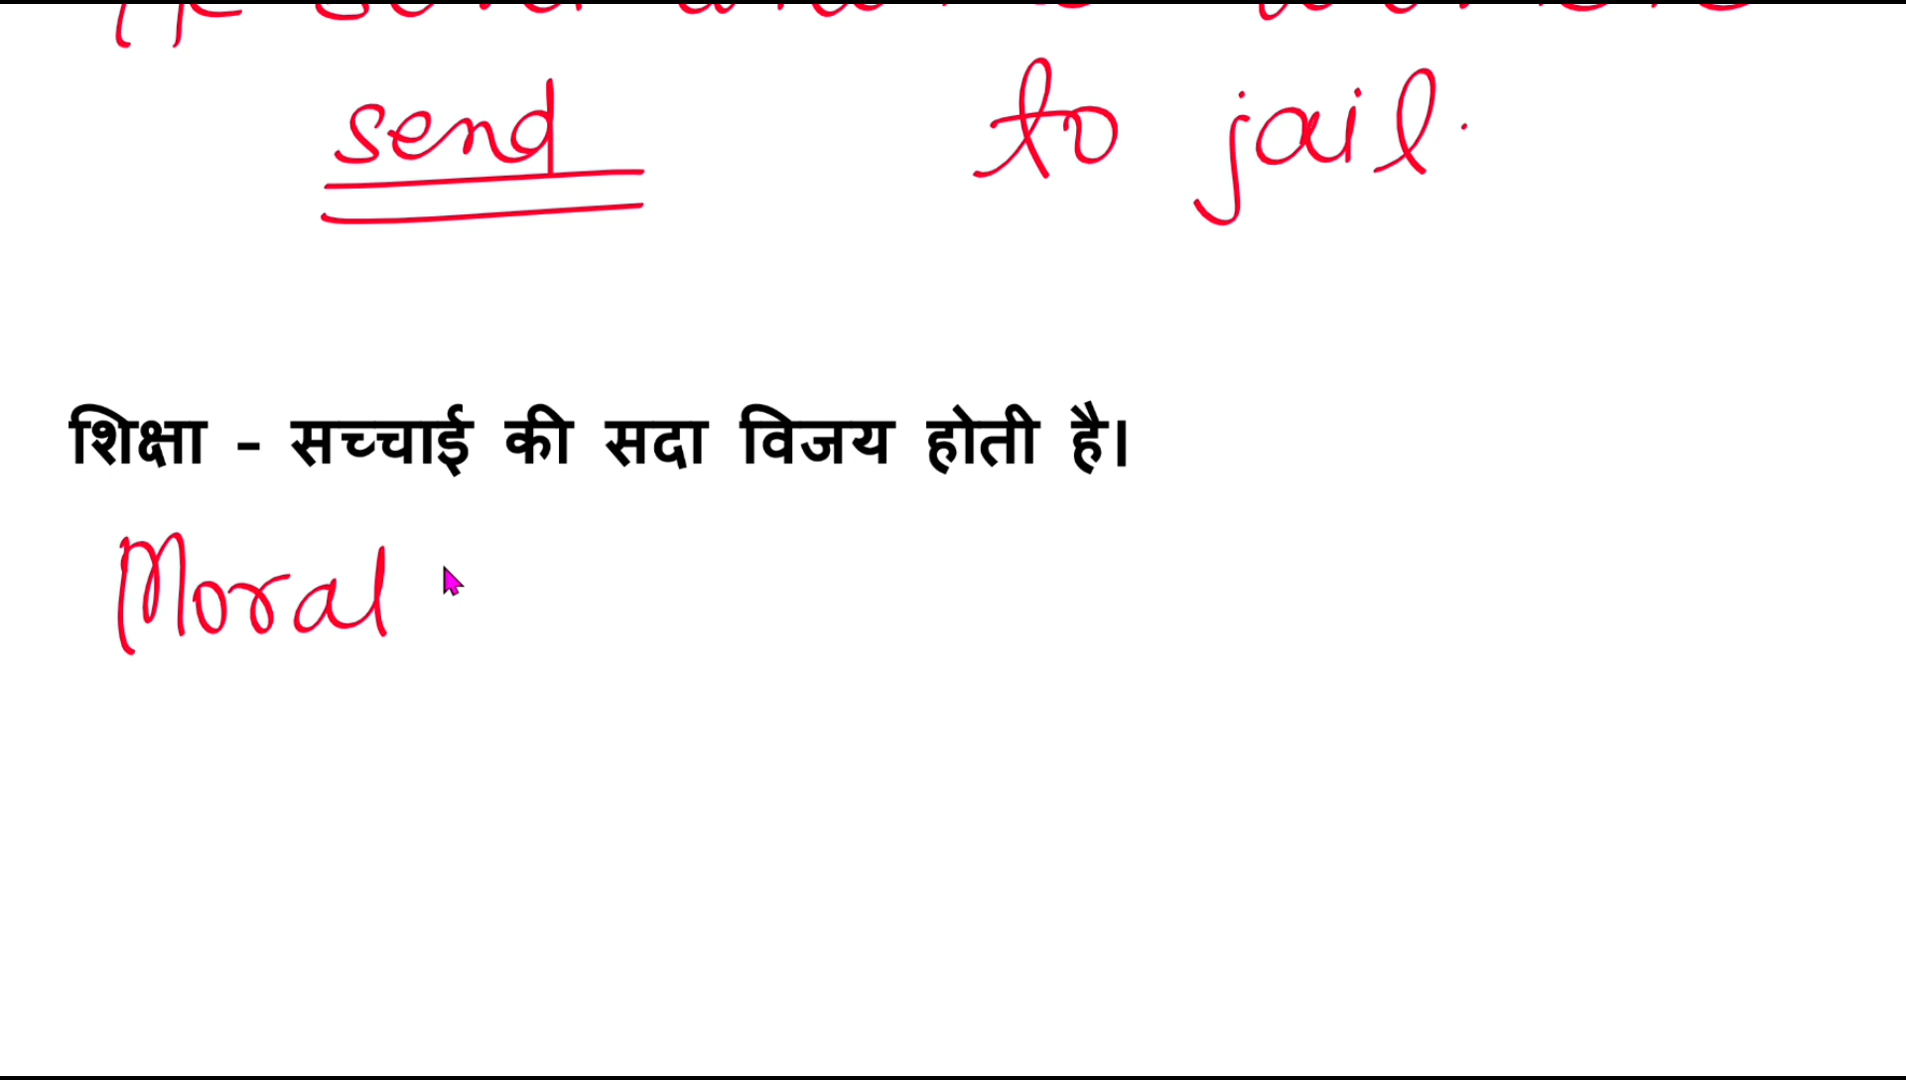 send to jail.
शिक्षा - सच्चाई की सदा विजय होती है।
Moral